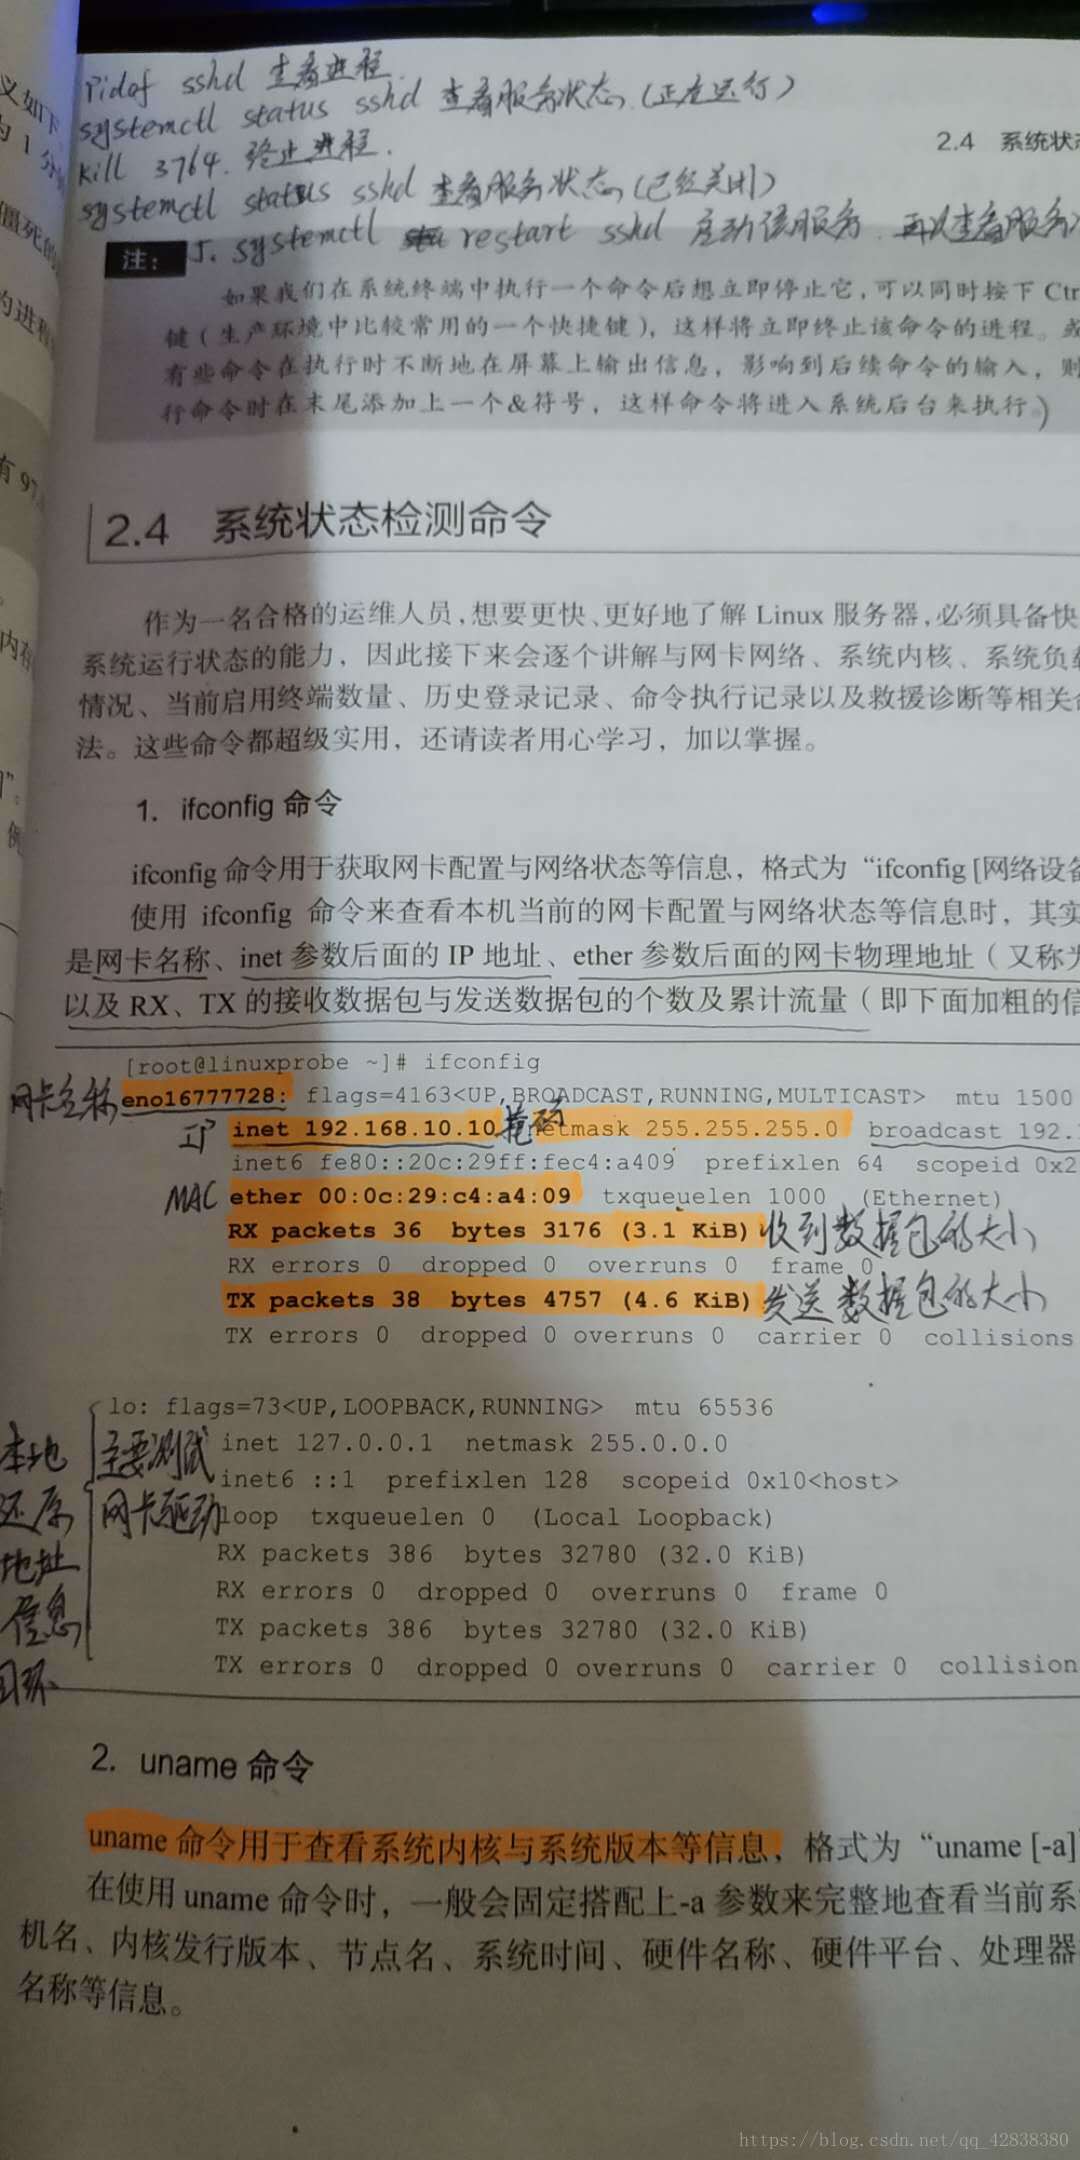 pidof sshd 查看进程
systemctl status sshd 查看服务状态(正在运行)
kill 3764. 终止进程.
systemctl status sshd 查看服务状态(已经关闭)
systemctl restart sshd 启动该服务. 再次查看服务
2.4 系统状态
注：
如果我们在系统终端中执行一个命令后想立即停止它，可以同时按下 Ctr
键（生产环境中比较常用的一个快捷键），这样将立即终止该命令的进程。或
有些命令在执行时不断地在屏幕上输出信息，影响到后续命令的输入，则
行命令时在末尾添加上一个&符号，这样命令将进入系统后台来执行。)
2.4 系统状态检测命令
作为一名合格的运维人员，想要更快、更好地了解 Linux 服务器，必须具备快
系统运行状态的能力，因此接下来会逐个讲解与网卡网络、系统内核、系统负载
情况、当前启用终端数量、历史登录记录、命令执行记录以及救援诊断等相关命
法。这些命令都超级实用，还请读者用心学习，加以掌握。
1. ifconfig 命令
ifconfig 命令用于获取网卡配置与网络状态等信息，格式为“ifconfig [网络设备
使用 ifconfig 命令来查看本机当前的网卡配置与网络状态等信息时，其实
是网卡名称、inet 参数后面的 IP 地址、ether 参数后面的网卡物理地址（又称为
以及 RX、TX 的接收数据包与发送数据包的个数及累计流量（即下面加粗的信
[root@linuxprobe ~]# ifconfig
网卡名称 eno16777728: flags=4163<UP,BROADCAST,RUNNING,MULTICAST> mtu 1500
IP inet 192.168.10.10 掩码 netmask 255.255.255.0 broadcast 192.
inet6 fe80::20c:29ff:fec4:a409 prefixlen 64 scopeid 0x2
MAC ether 00:0c:29:c4:a4:09 txqueuelen 1000 (Ethernet)
RX packets 36 bytes 3176 (3.1 KiB) 收到数据包的大小
RX errors 0 dropped 0 overruns 0 frame 0
TX packets 38 bytes 4757 (4.6 KiB) 发送数据包的大小
TX errors 0 dropped 0 overruns 0 carrier 0 collisions
lo: flags=73<UP,LOOPBACK,RUNNING> mtu 65536
本地 主要测试 inet 127.0.0.1 netmask 255.0.0.0
inet6 ::1 prefixlen 128 scopeid 0x10<host>
还原 网卡驱动 loop txqueuelen 0 (Local Loopback)
地址 RX packets 386 bytes 32780 (32.0 KiB)
RX errors 0 dropped 0 overruns 0 frame 0
信息 TX packets 386 bytes 32780 (32.0 KiB)
TX errors 0 dropped 0 overruns 0 carrier 0 collision
2. uname 命令
uname 命令用于查看系统内核与系统版本等信息，格式为“uname [-a]
在使用 uname 命令时，一般会固定搭配上-a 参数来完整地查看当前系
机名、内核发行版本、节点名、系统时间、硬件名称、硬件平台、处理器
名称等信息。
https://blog.csdn.net/qq_42838380